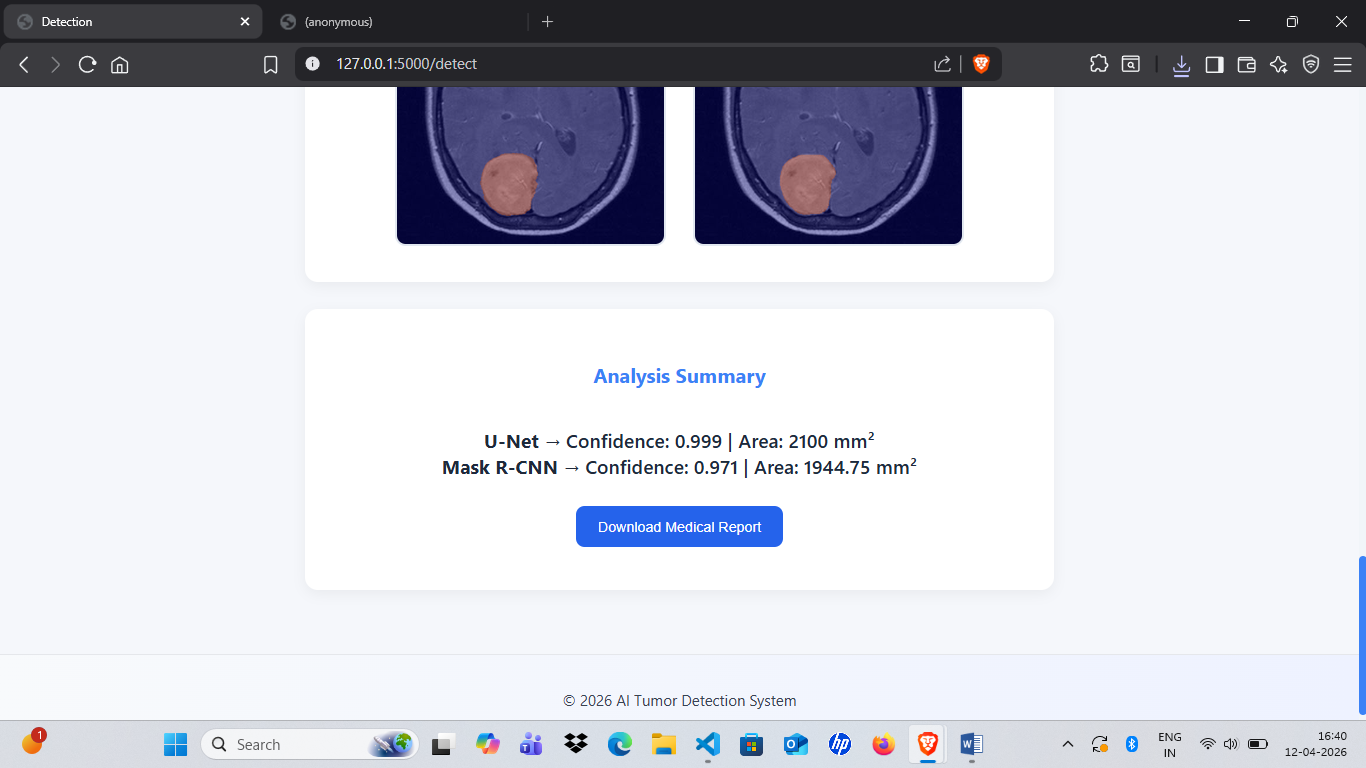 Detection
(anonymous)
127.0.0.1:5000/detect
Analysis Summary
U-Net → Confidence: 0.999 | Area: 2100 mm²
Mask R-CNN → Confidence: 0.971 | Area: 1944.75 mm²
Download Medical Report
© 2026 AI Tumor Detection System
1
Search
ENG
IN
16:40
12-04-2026